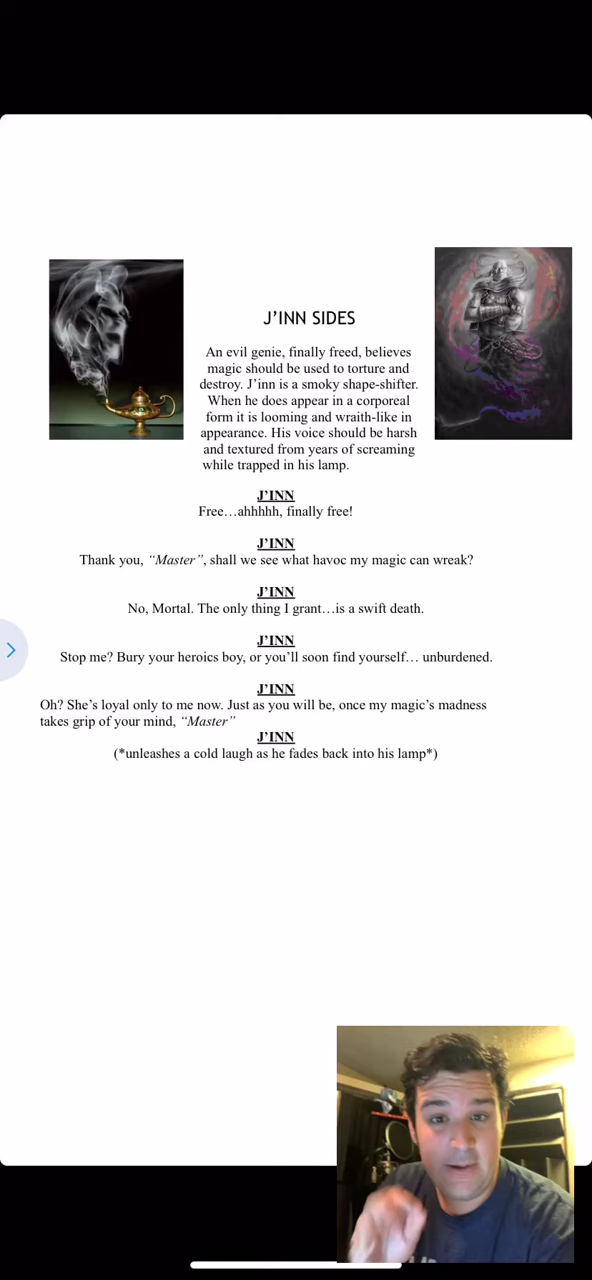 J’INN SIDES
An evil genie, finally freed, believes
magic should be used to torture and
destroy. J’inn is a smoky shape-shifter.
When he does appear in a corporeal
form it is looming and wraith-like in
appearance. His voice should be harsh
and textured from years of screaming
while trapped in his lamp.
J’INN
Free…ahhhhh, finally free!
J’INN
Thank you, “Master”, shall we see what havoc my magic can wreak?
J’INN
No, Mortal. The only thing I grant…is a swift death.
J’INN
Stop me? Bury your heroics boy, or you’ll soon find yourself… unburdened.
J’INN
Oh? She’s loyal only to me now. Just as you will be, once my magic’s madness
takes grip of your mind, “Master”
J’INN
(*unleashes a cold laugh as he fades back into his lamp*)